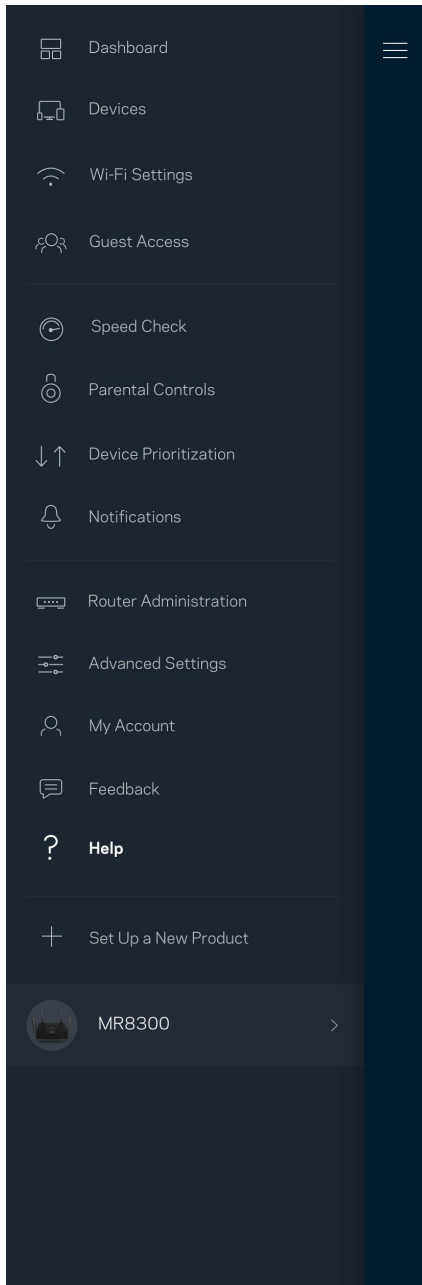 Dashboard
Devices
Wi-Fi Settings
Guest Access
Speed Check
Parental Controls
Device Prioritization
Notifications
Router Administration
Advanced Settings
My Account
Feedback
? Help
Set Up a New Product
MR8300